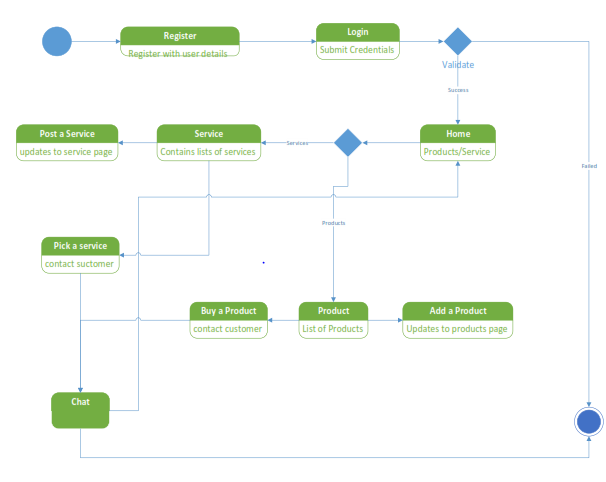 Register
Register with user details
Login
Submit Credentials
Validate
Success
Post a Service
updates to service page
Service
Contains lists of services
Services
Home
Products/Service
Failed
Products
Pick a service
contact suctomer
Buy a Product
contact customer
Product
List of Products
Add a Product
Updates to products page
Chat